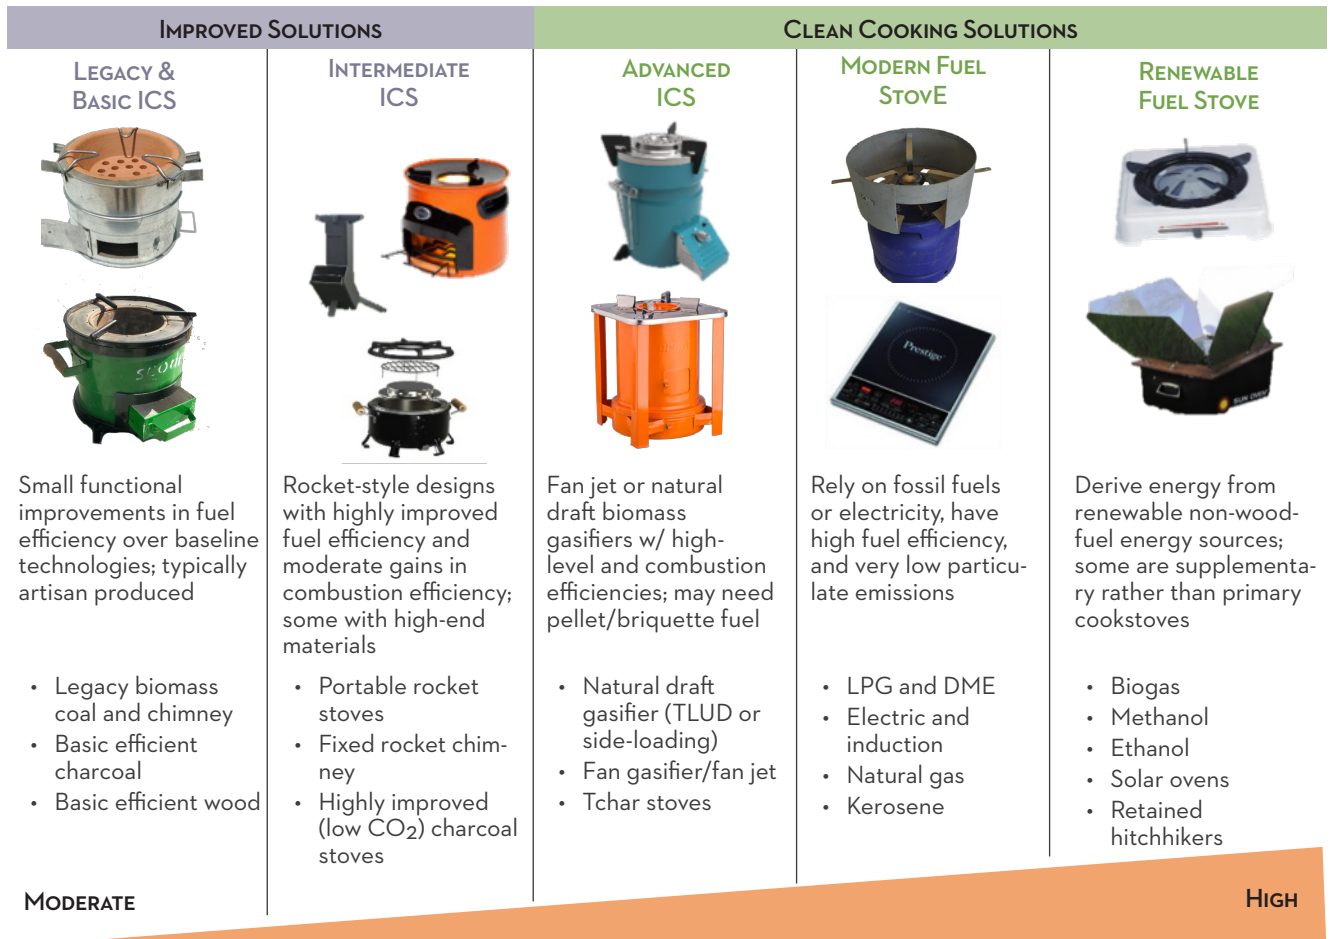 Improved Solutions
Clean Cooking Solutions
Legacy &
Basic ICS
Small functional
improvements in fuel
efficiency over baseline
technologies; typically
artisan produced
• Legacy biomass
coal and chimney
• Basic efficient
charcoal
• Basic efficient wood
Intermediate
ICS
Rocket-style designs
with highly improved
fuel efficiency and
moderate gains in
combustion efficiency;
some with high-end
materials
• Portable rocket
stoves
• Fixed rocket chim-
ney
• Highly improved
(low CO2) charcoal
stoves
Advanced
ICS
Fan jet or natural
draft biomass
gasifiers w/ high-
level and combustion
efficiencies; may need
pellet/briquette fuel
• Natural draft
gasifier (TLUD or
side-loading)
• Fan gasifier/fan jet
• Tchar stoves
Modern Fuel
StovE
Prestige
Rely on fossil fuels
or electricity, have
high fuel efficiency,
and very low particu-
late emissions
• LPG and DME
• Electric and
induction
• Natural gas
• Kerosene
Renewable
Fuel Stove
Derive energy from
renewable non-wood-
fuel energy sources;
some are supplementa-
ry rather than primary
cookstoves
• Biogas
• Methanol
• Ethanol
• Solar ovens
• Retained
hitchhikers
Moderate
High